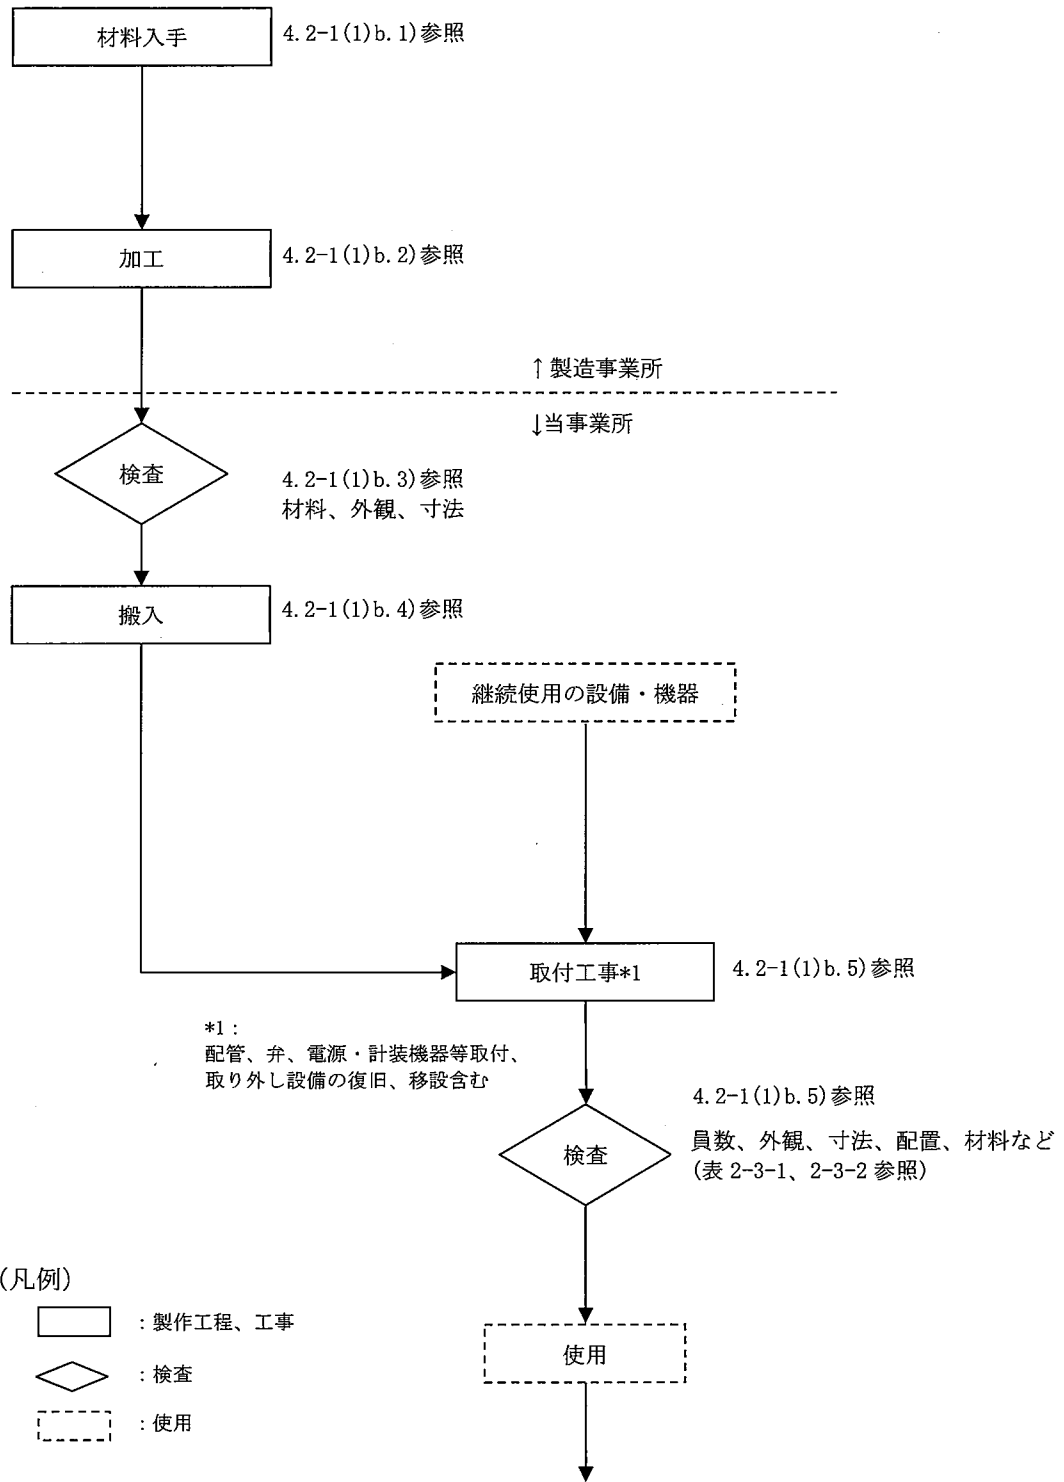 材料入手
4.2-1(1)b.1)参照
加工
4.2-1(1)b.2)参照
↑製造事業所
↓当事業所
検査
4.2-1(1)b.3)参照
材料、外観、寸法
搬入
4.2-1(1)b.4)参照
継続使用の設備・機器
取付工事*1
4.2-1(1)b.5)参照
*1：
配管、弁、電源・計装機器等取付、
取り外し設備の復旧、移設含む
4.2-1(1)b.5)参照
検査
員数、外観、寸法、配置、材料など
(表 2-3-1、2-3-2 参照)
(凡例)
：製作工程、工事
：検査
：使用
使用